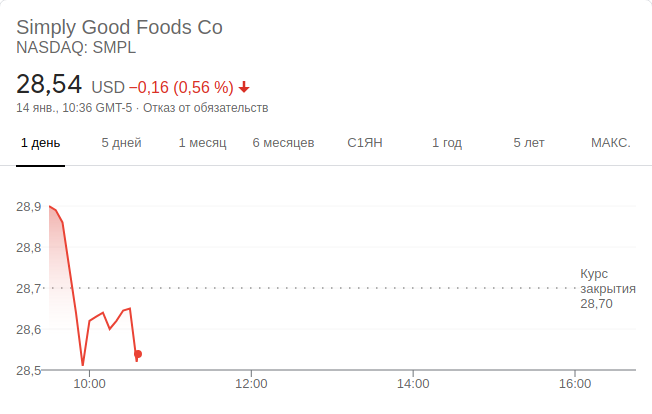 Simply Good Foods Co
NASDAQ: SMPL
28,54 USD −0,16 (0,56 %)
14 янв., 10:36 GMT-5 · Отказ от обязательств
1 день 5 дней 1 месяц 6 месяцев С1ЯН 1 год 5 лет МАКС.
28,9
28,8
28,7
28,6
28,5
Курс
закрытия
28,70
10:00 12:00 14:00 16:00